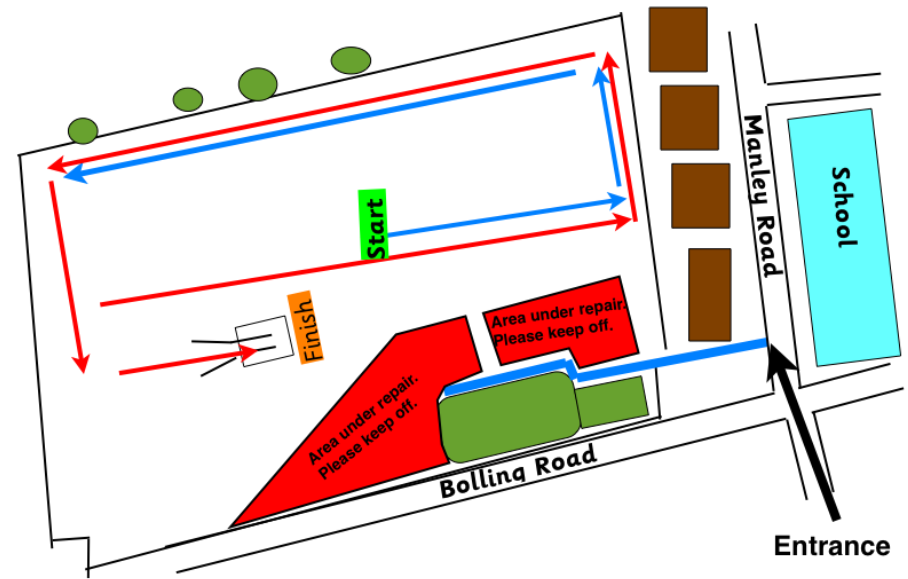 Manley Road
School
Start
Finish
Area under repair.
Please keep off.
Area under repair.
Please keep off.
Bolling Road
Entrance